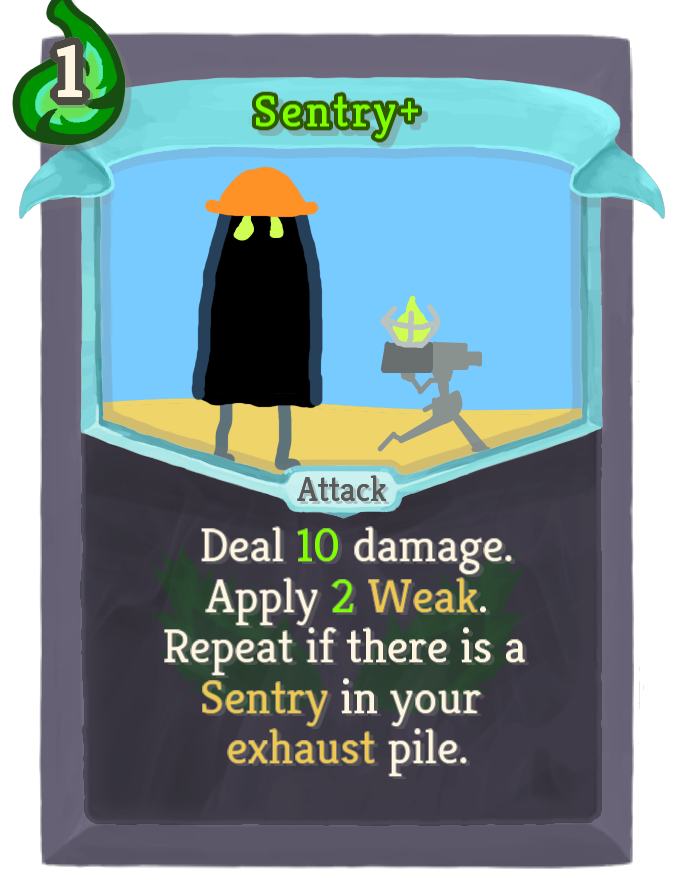 1
Sentry+
Attack
Deal 10 damage.
Apply 2 Weak.
Repeat if there is a
Sentry in your
exhaust pile.